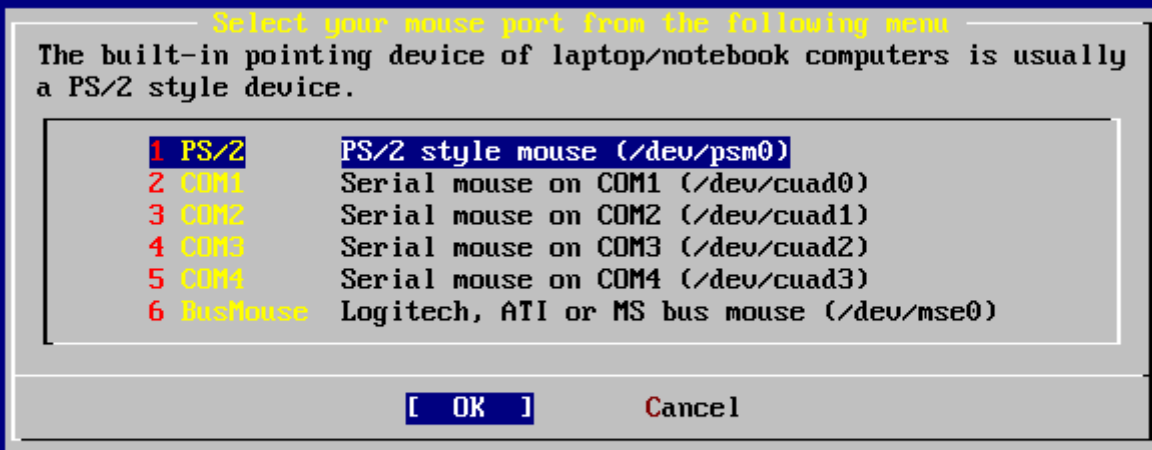 Select your mouse port from the following menu
The built-in pointing device of laptop/notebook computers is usually
a PS/2 style device.
1 PS/2 PS/2 style mouse (/dev/psm0)
2 COM1 Serial mouse on COM1 (/dev/cuad0)
3 COM2 Serial mouse on COM2 (/dev/cuad1)
4 COM3 Serial mouse on COM3 (/dev/cuad2)
5 COM4 Serial mouse on COM4 (/dev/cuad3)
6 BusMouse Logitech, ATI or MS bus mouse (/dev/mse0)
[ OK ] Cancel